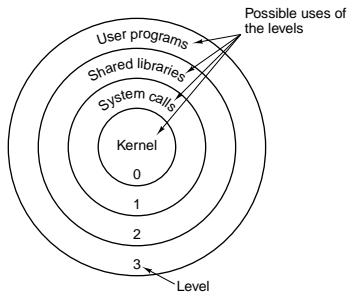 Possible uses of
the levels
User programs
Shared libraries
System calls
Kernel
0
1
2
3
Level